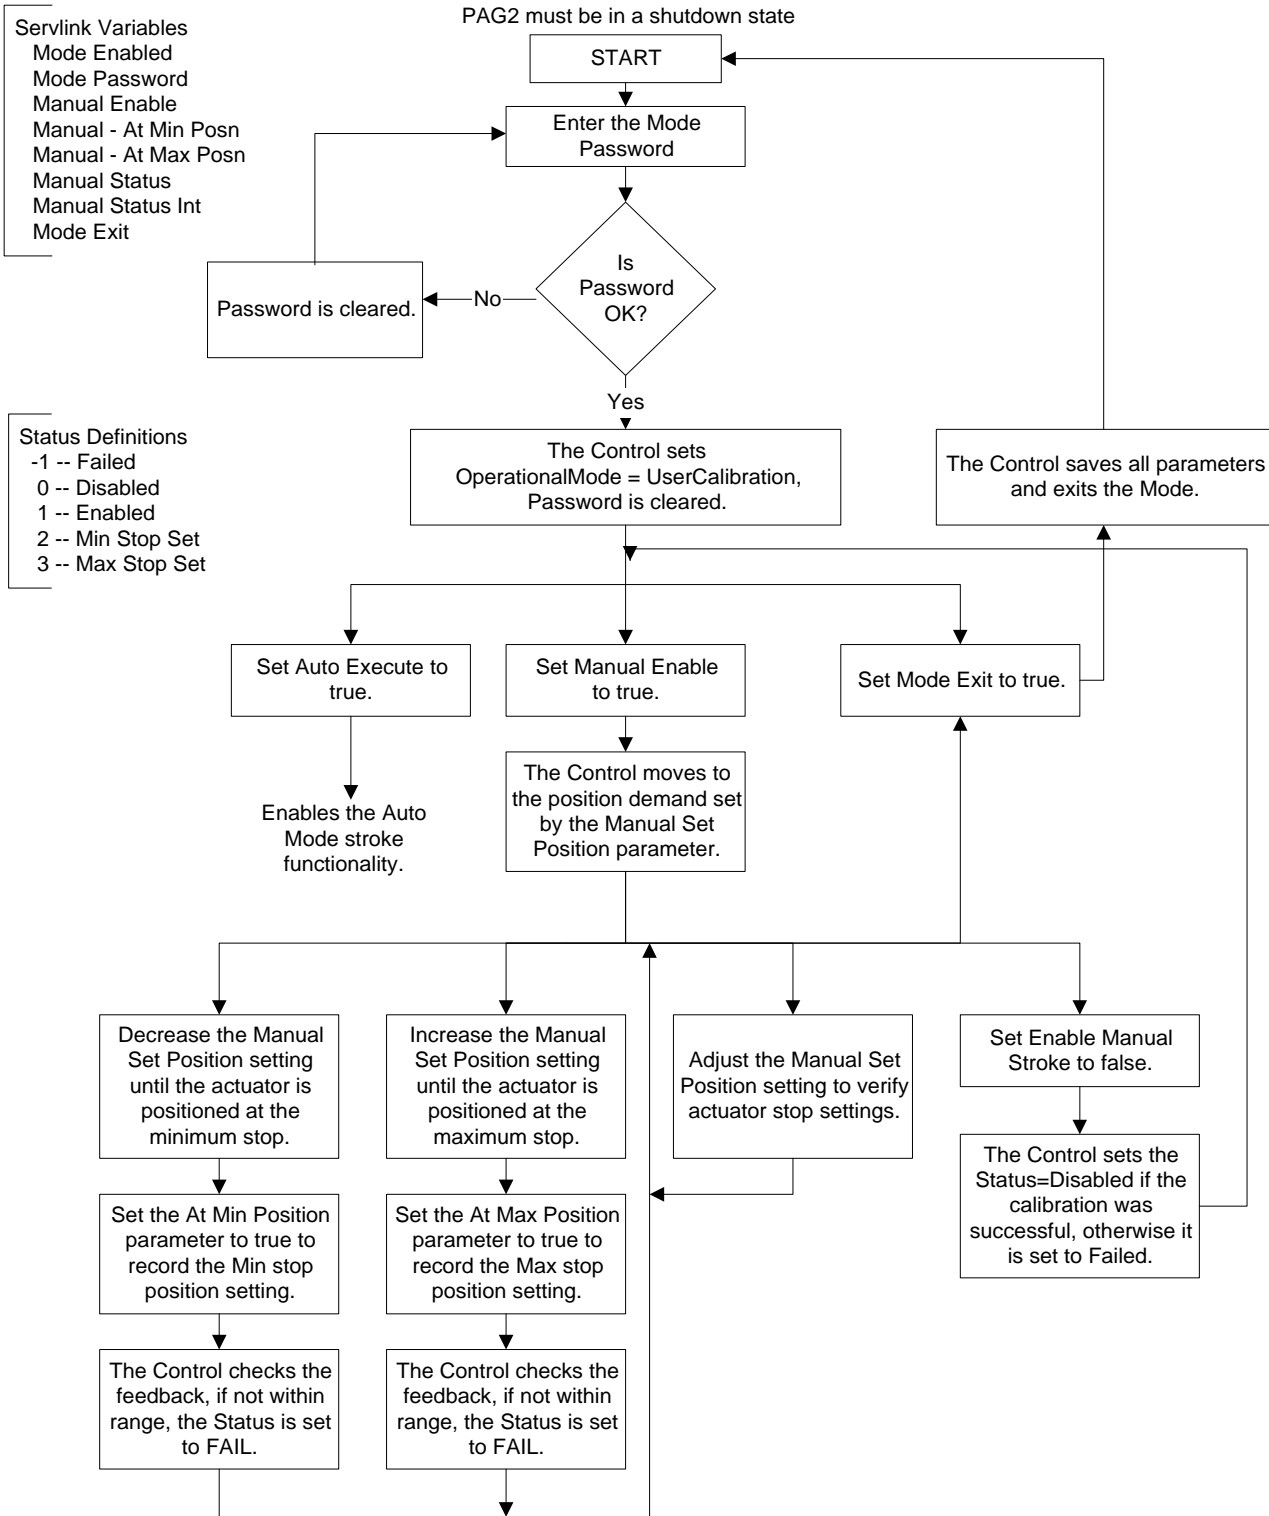 PAG2 must be in a shutdown state
Servlink Variables
Mode Enabled
Mode Password
Manual Enable
Manual - At Min Posn
Manual - At Max Posn
Manual Status
Manual Status Int
Mode Exit
START
Enter the Mode
Password
Is
Password
OK?
No
Password is cleared.
Yes
Status Definitions
-1 -- Failed
0 -- Disabled
1 -- Enabled
2 -- Min Stop Set
3 -- Max Stop Set
The Control sets
OperationalMode = UserCalibration,
Password is cleared.
The Control saves all parameters
and exits the Mode.
Set Auto Execute to
true.
Set Manual Enable
to true.
Set Mode Exit to true.
Enables the Auto
Mode stroke
functionality.
The Control moves to
the position demand set
by the Manual Set
Position parameter.
Decrease the Manual
Set Position setting
until the actuator is
positioned at the
minimum stop.
Increase the Manual
Set Position setting
until the actuator is
positioned at the
maximum stop.
Adjust the Manual Set
Position setting to verify
actuator stop settings.
Set Enable Manual
Stroke to false.
Set the At Min Position
parameter to true to
record the Min stop
position setting.
Set the At Max Position
parameter to true to
record the Max stop
position setting.
The Control sets the
Status=Disabled if the
calibration was
successful, otherwise it
is set to Failed.
The Control checks the
feedback, if not within
range, the Status is set
to FAIL.
The Control checks the
feedback, if not within
range, the Status is set
to FAIL.